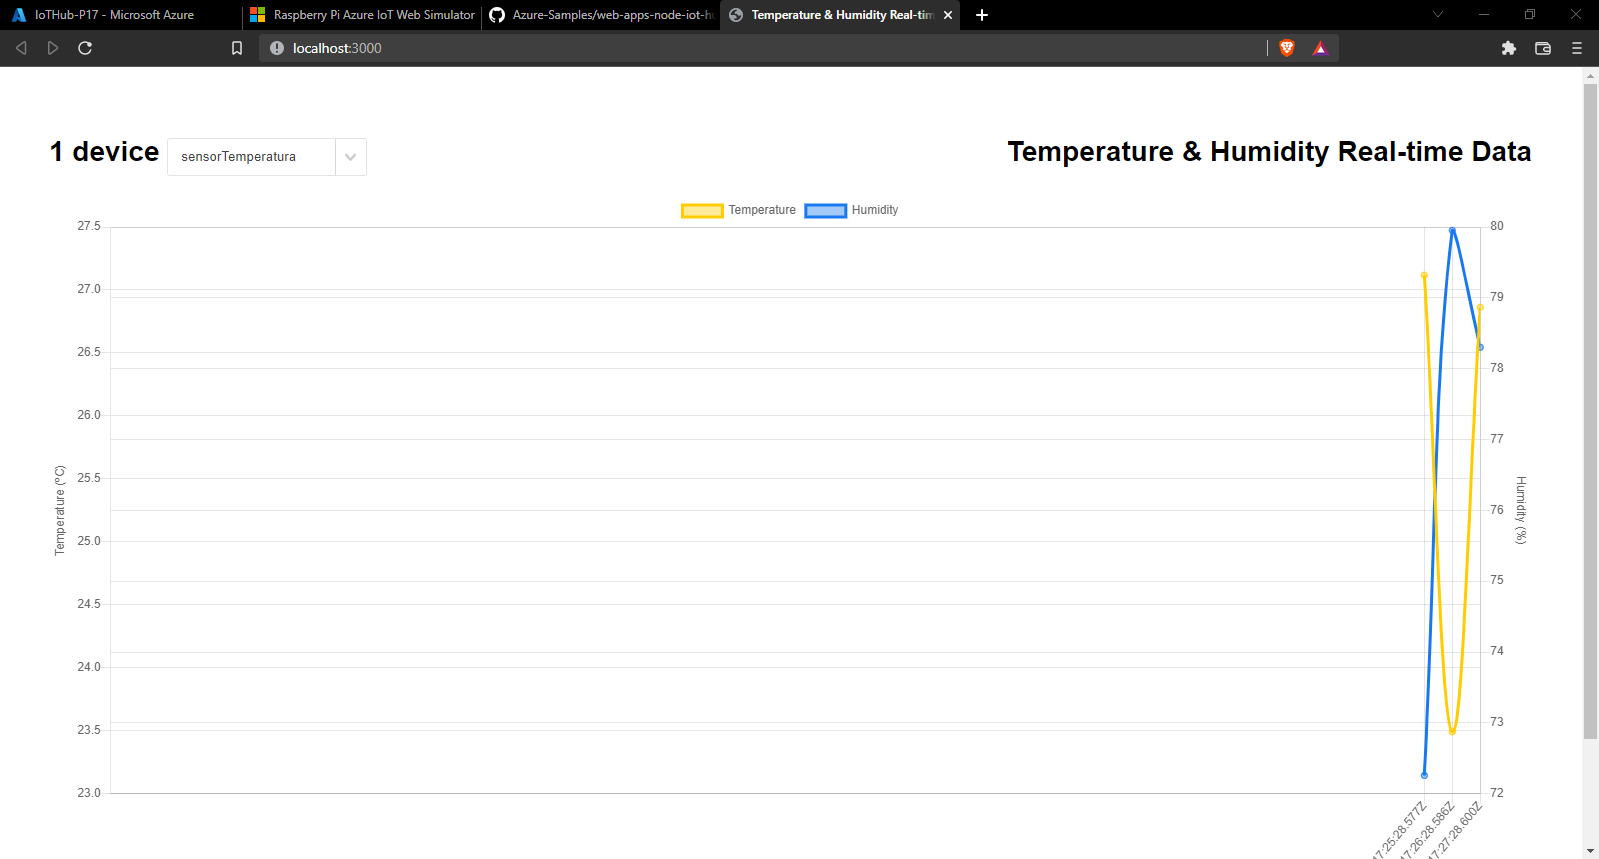 IoTHub-P17 - Microsoft Azure
Raspberry Pi Azure IoT Web Simulator
Azure-Samples/web-apps-node-iot-hu
Temperature & Humidity Real-tim
localhost:3000
1 device
sensorTemperatura
Temperature & Humidity Real-time Data
Temperature
Humidity
27.5
27.0
26.5
26.0
25.5
25.0
24.5
24.0
23.5
23.0
Temperature (ºC)
80
79
78
77
76
75
74
73
72
Humidity (%)
17:25:28.577Z
17:26:28.586Z
17:27:28.600Z